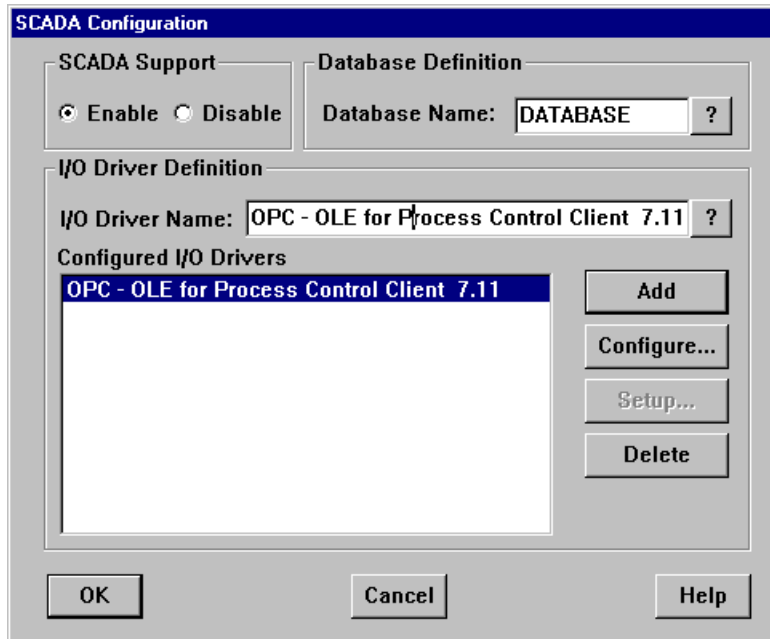 SCADA Configuration
SCADA Support
Enable Disable
Database Definition
Database Name: DATABASE ?
I/O Driver Definition
I/O Driver Name: OPC - OLE for Process Control Client 7.11 ?
Configured I/O Drivers
OPC - OLE for Process Control Client 7.11
Add
Configure...
Setup...
Delete
OK Cancel Help